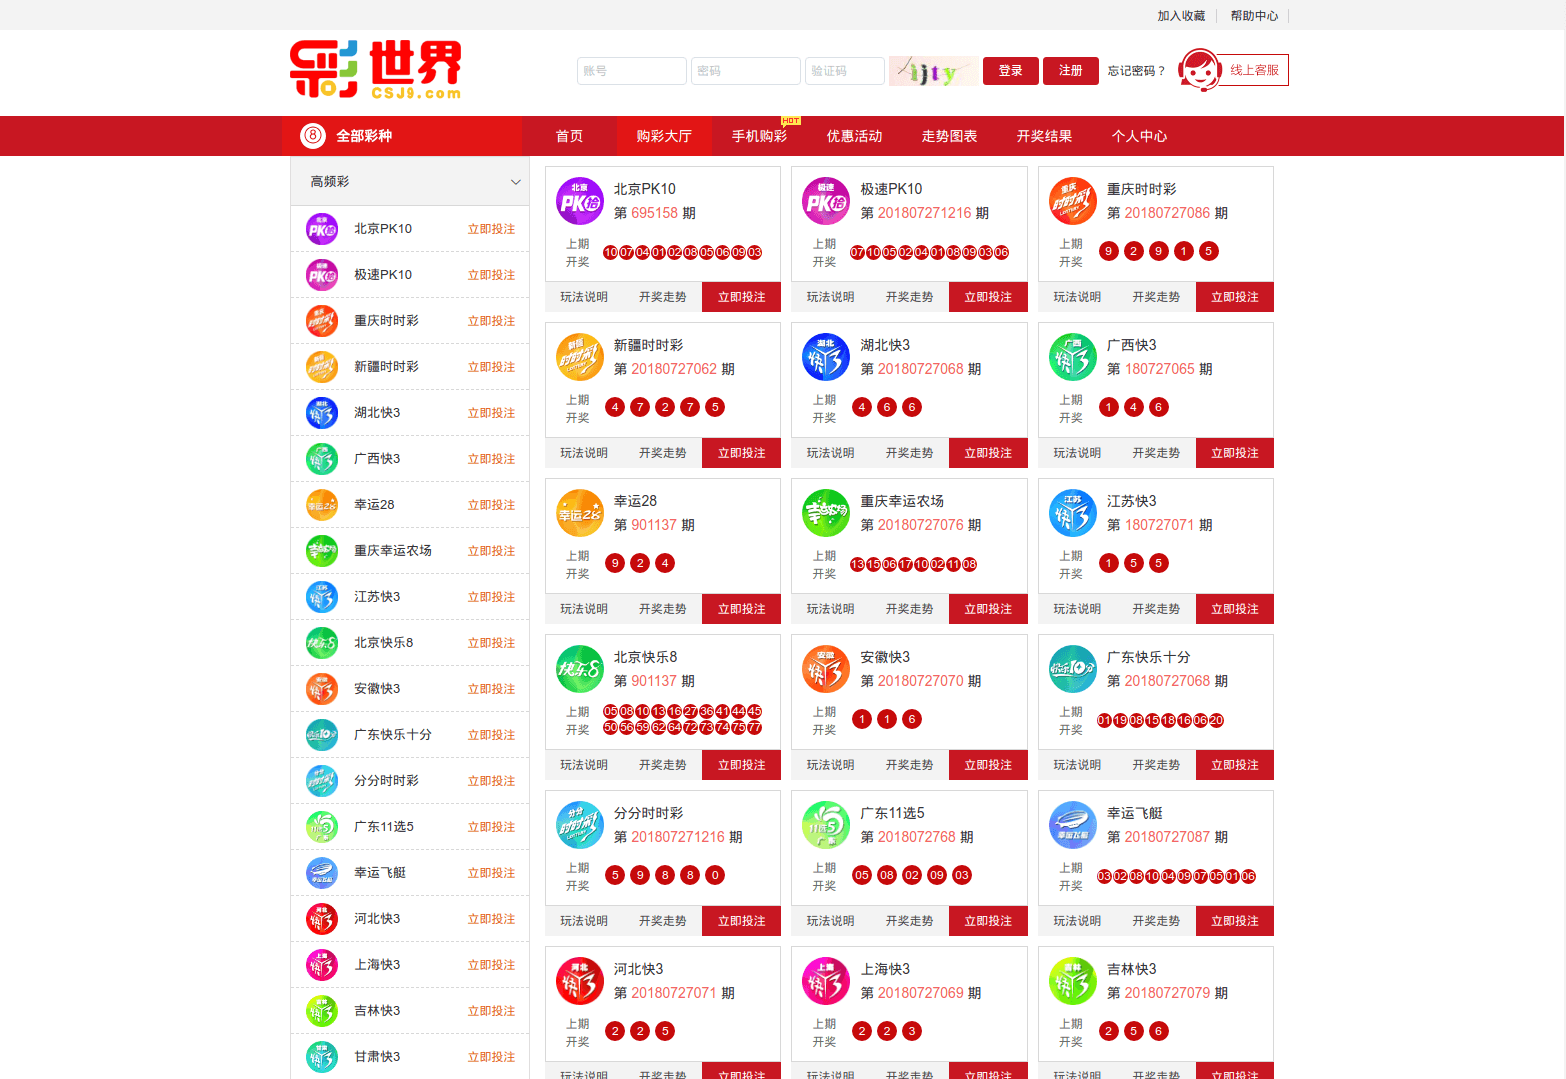 加入收藏 帮助中心
彩世界
CSJ9.com
账号 密码 验证码 ijty 登录 注册 忘记密码？ 线上客服
8 全部彩种 首页 购彩大厅 手机购彩 HOT 优惠活动 走势图表 开奖结果 个人中心
高频彩
北京PK10 立即投注
极速PK10 立即投注
重庆时时彩 立即投注
新疆时时彩 立即投注
湖北快3 立即投注
广西快3 立即投注
幸运28 立即投注
重庆幸运农场 立即投注
江苏快3 立即投注
北京快乐8 立即投注
安徽快3 立即投注
广东快乐十分 立即投注
分分时时彩 立即投注
广东11选5 立即投注
幸运飞艇 立即投注
河北快3 立即投注
上海快3 立即投注
吉林快3 立即投注
甘肃快3 立即投注
北京PK10
第 695158 期
上期开奖 10 07 04 01 02 08 05 06 09 03
玩法说明 开奖走势 立即投注
极速PK10
第 201807271216 期
上期开奖 07 10 05 02 04 01 08 09 03 06
玩法说明 开奖走势 立即投注
重庆时时彩
第 20180727086 期
上期开奖 9 2 9 1 5
玩法说明 开奖走势 立即投注
新疆时时彩
第 20180727062 期
上期开奖 4 7 2 7 5
玩法说明 开奖走势 立即投注
湖北快3
第 20180727068 期
上期开奖 4 6 6
玩法说明 开奖走势 立即投注
广西快3
第 180727065 期
上期开奖 1 4 6
玩法说明 开奖走势 立即投注
幸运28
第 901137 期
上期开奖 9 2 4
玩法说明 开奖走势 立即投注
重庆幸运农场
第 20180727076 期
上期开奖 13 15 06 17 10 02 11 08
玩法说明 开奖走势 立即投注
江苏快3
第 180727071 期
上期开奖 1 5 5
玩法说明 开奖走势 立即投注
北京快乐8
第 901137 期
上期开奖 05 08 10 13 16 27 36 41 44 45
50 56 59 62 64 72 73 74 75 77
玩法说明 开奖走势 立即投注
安徽快3
第 20180727070 期
上期开奖 1 1 6
玩法说明 开奖走势 立即投注
广东快乐十分
第 20180727068 期
上期开奖 01 19 08 15 18 16 06 20
玩法说明 开奖走势 立即投注
分分时时彩
第 201807271216 期
上期开奖 5 9 8 8 0
玩法说明 开奖走势 立即投注
广东11选5
第 2018072768 期
上期开奖 05 08 02 09 03
玩法说明 开奖走势 立即投注
幸运飞艇
第 20180727087 期
上期开奖 03 02 08 10 04 09 07 05 01 06
玩法说明 开奖走势 立即投注
河北快3
第 20180727071 期
上期开奖 2 2 5
玩法说明 开奖走势 立即投注
上海快3
第 20180727069 期
上期开奖 2 2 3
玩法说明 开奖走势 立即投注
吉林快3
第 20180727079 期
上期开奖 2 5 6
玩法说明 开奖走势 立即投注